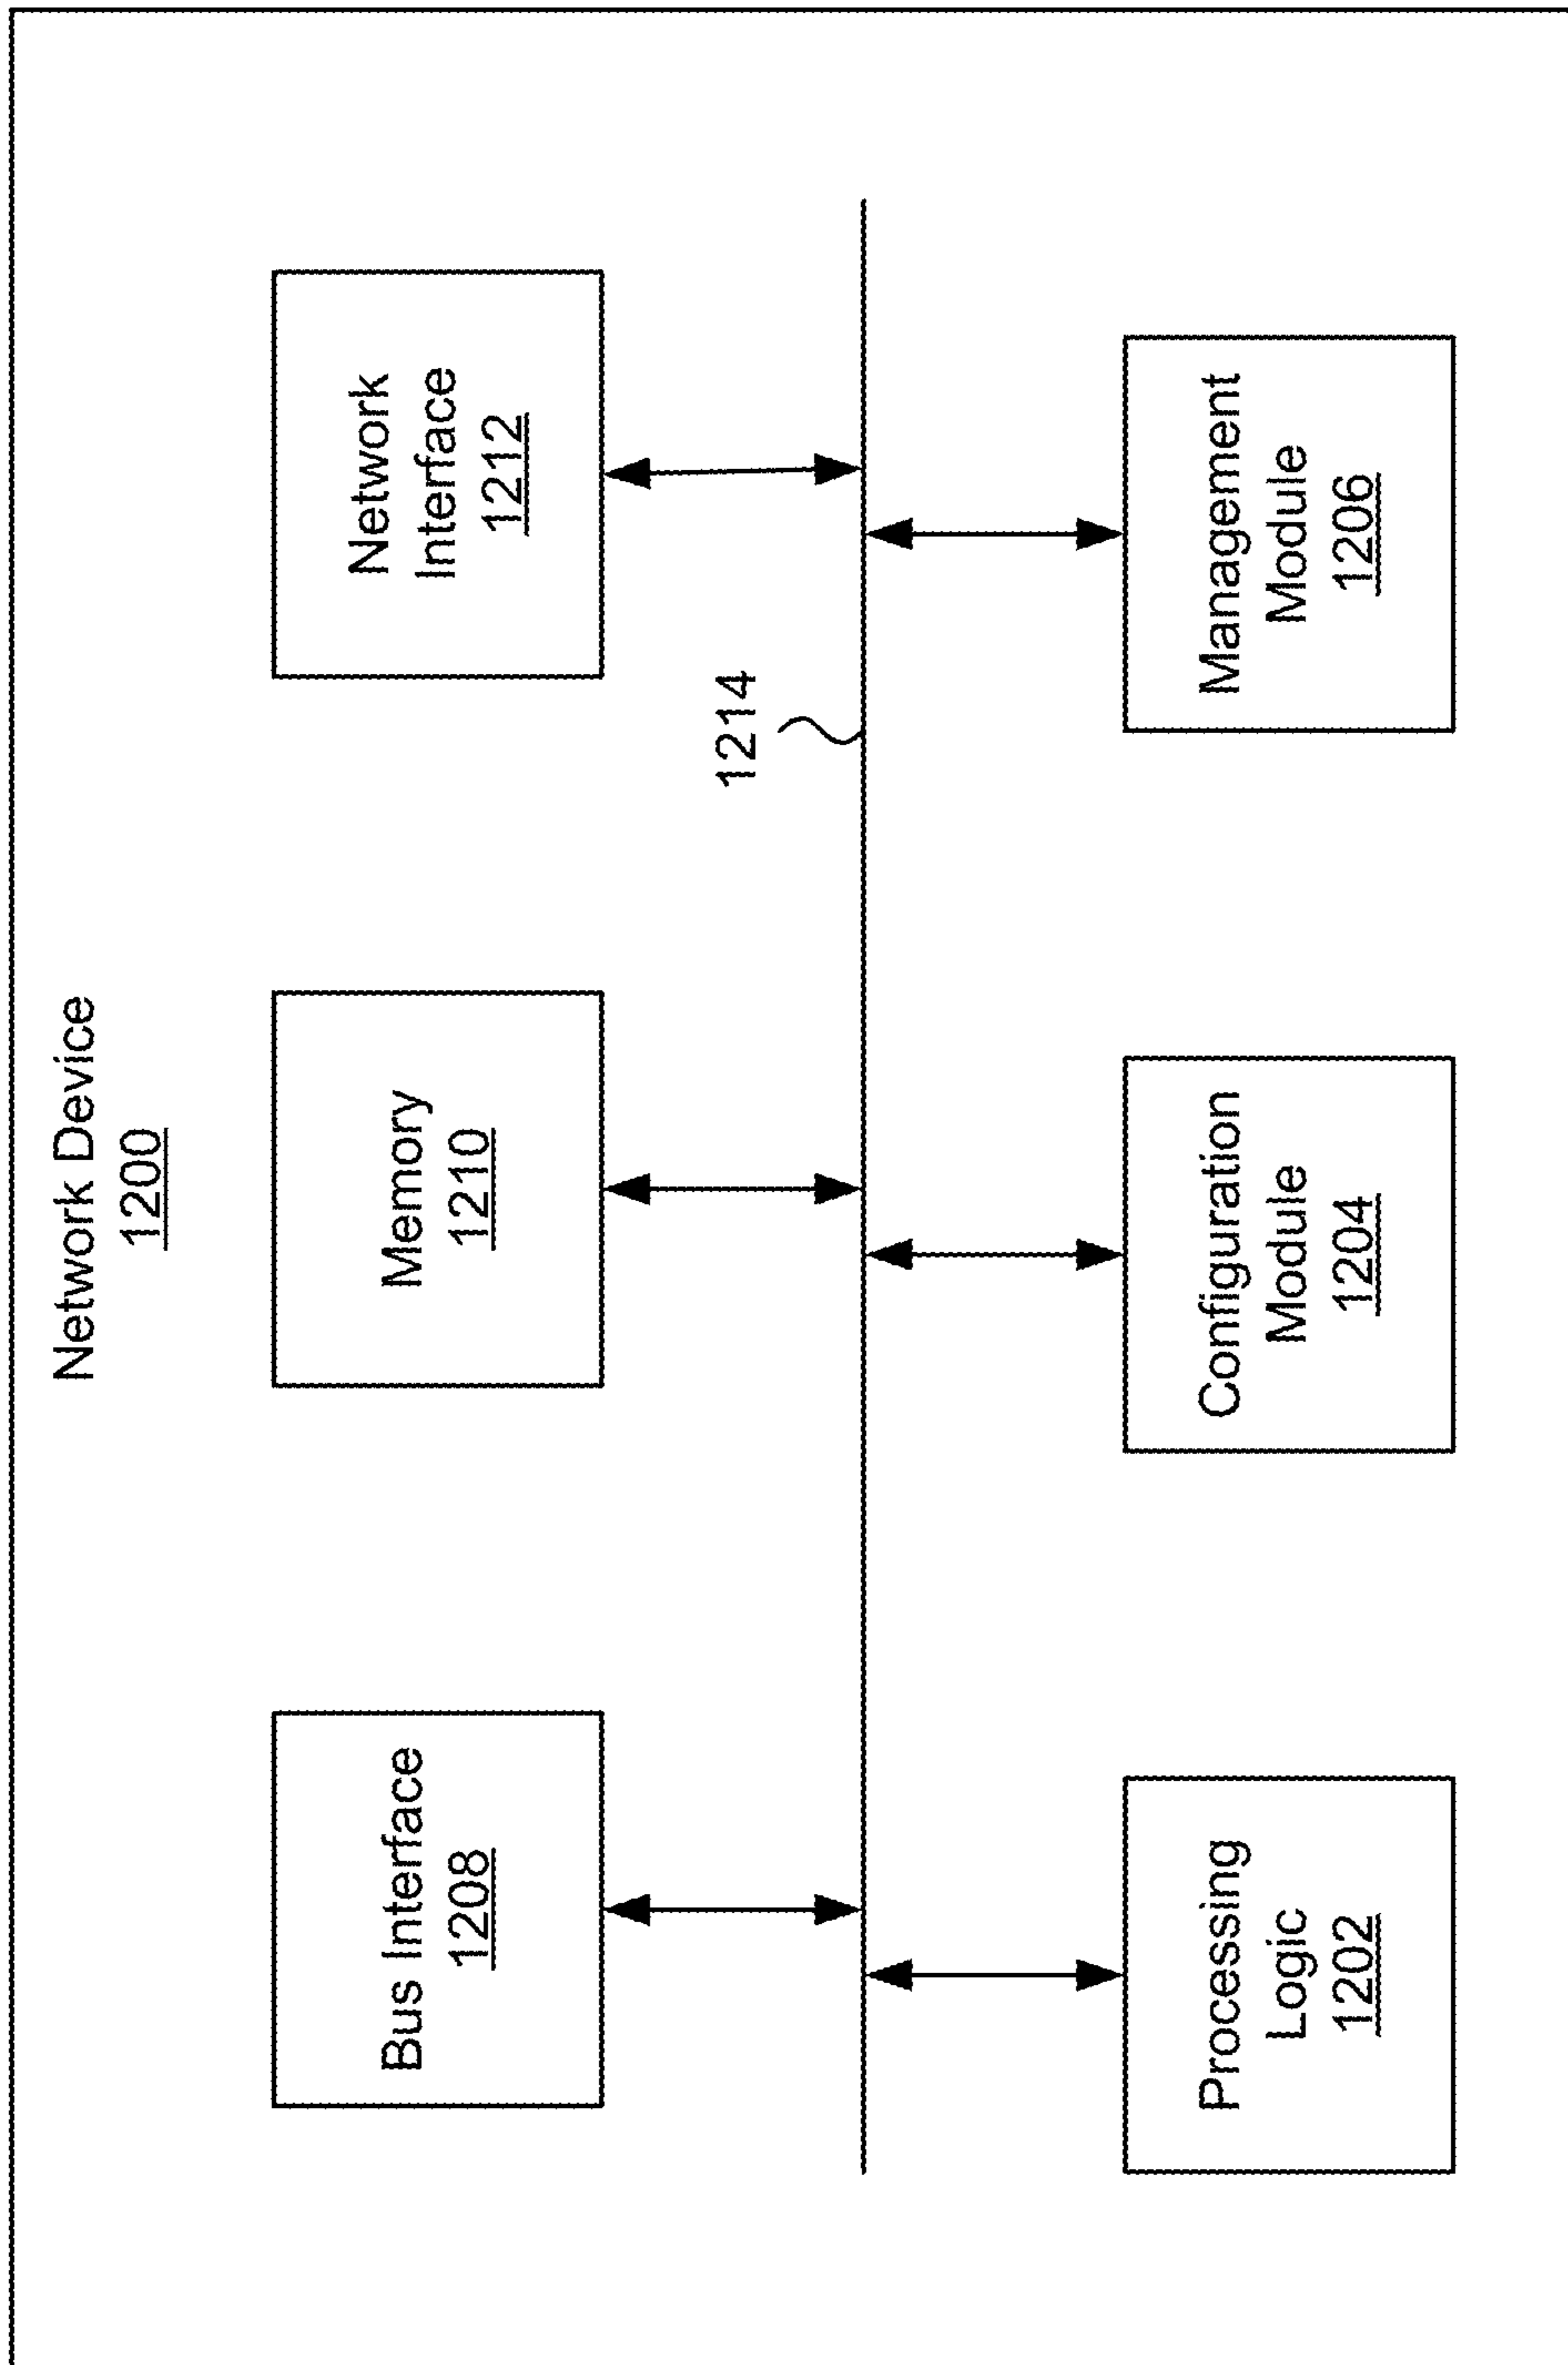 Network Device
1200
Bus Interface
1208
Memory
1210
Network
Interface
1212
1214
Processing
Logic
1202
Configuration
Module
1204
Management
Module
1206